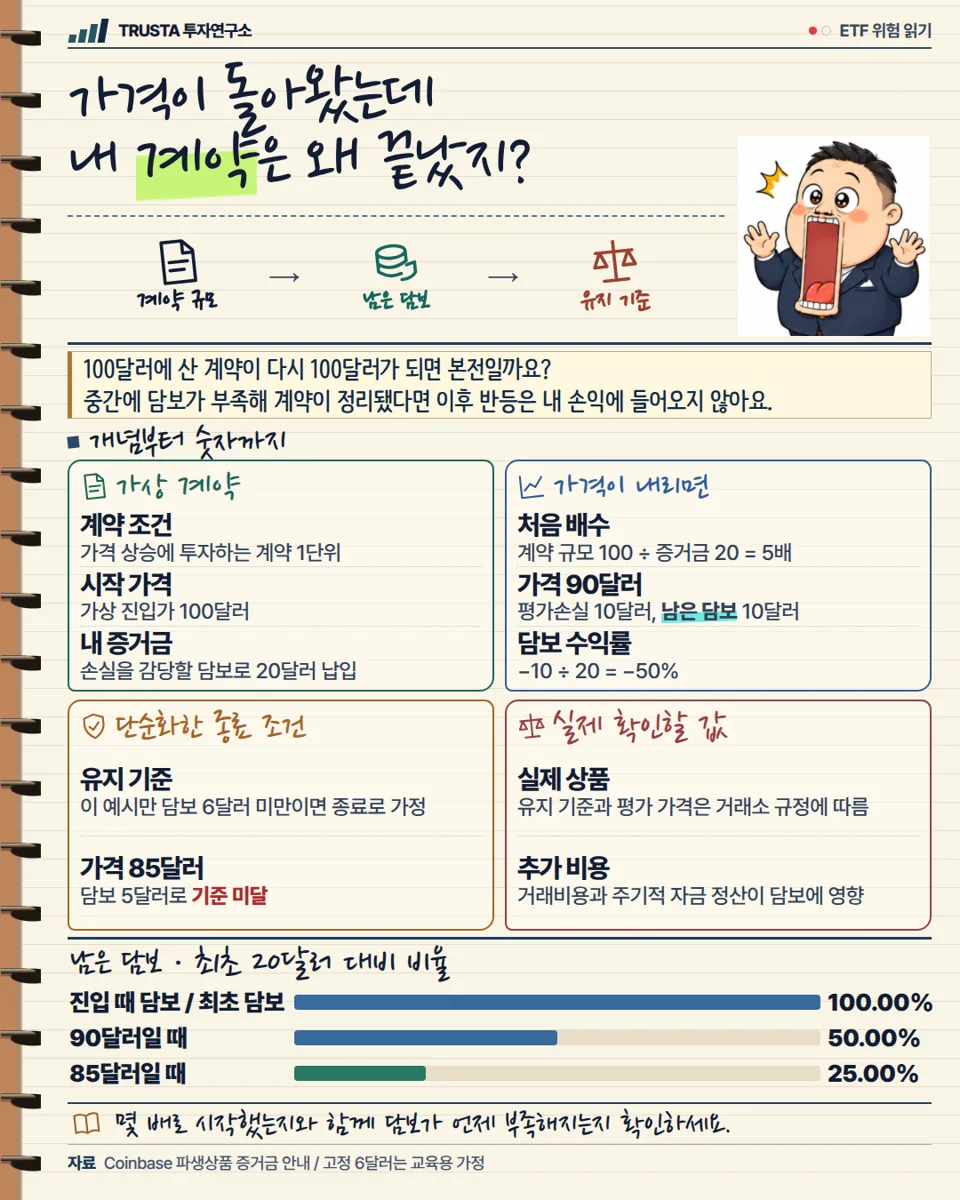 TRUSTA 투자연구소
ETF 위험 읽기
가격이 돌아왔는데
내 계약은 왜 끝났지?
계약 규모 → 남은 담보 → 유지 기준
100달러에 산 계약이 다시 100달러가 되면 본전일까요?
중간에 담보가 부족해 계약이 정리됐다면 이후 반등은 내 손익에 들어오지 않아요.
개념부터 숫자까지
가상 계약
계약 조건
가격 상승에 투자하는 계약 1단위
시작 가격
가상 진입가 100달러
내 증거금
손실을 감당할 담보로 20달러 납입
가격이 내리면
처음 배수
계약 규모 100 ÷ 증거금 20 = 5배
가격 90달러
평가손실 10달러, 남은 담보 10달러
담보 수익률
−10 ÷ 20 = −50%
단순화한 종료 조건
유지 기준
이 예시만 담보 6달러 미만이면 종료로 가정
가격 85달러
담보 5달러로 기준 미달
실제 확인할 값
실제 상품
유지 기준과 평가 가격은 거래소 규정에 따름
추가 비용
거래비용과 주기적 자금 정산이 담보에 영향
남은 담보 · 최초 20달러 대비 비율
진입 때 담보 / 최초 담보 100.00%
90달러일 때 50.00%
85달러일 때 25.00%
몇 배로 시작했는지와 함께 담보가 언제 부족해지는지 확인하세요.
자료 Coinbase 파생상품 증거금 안내 / 고정 6달러는 교육용 가정